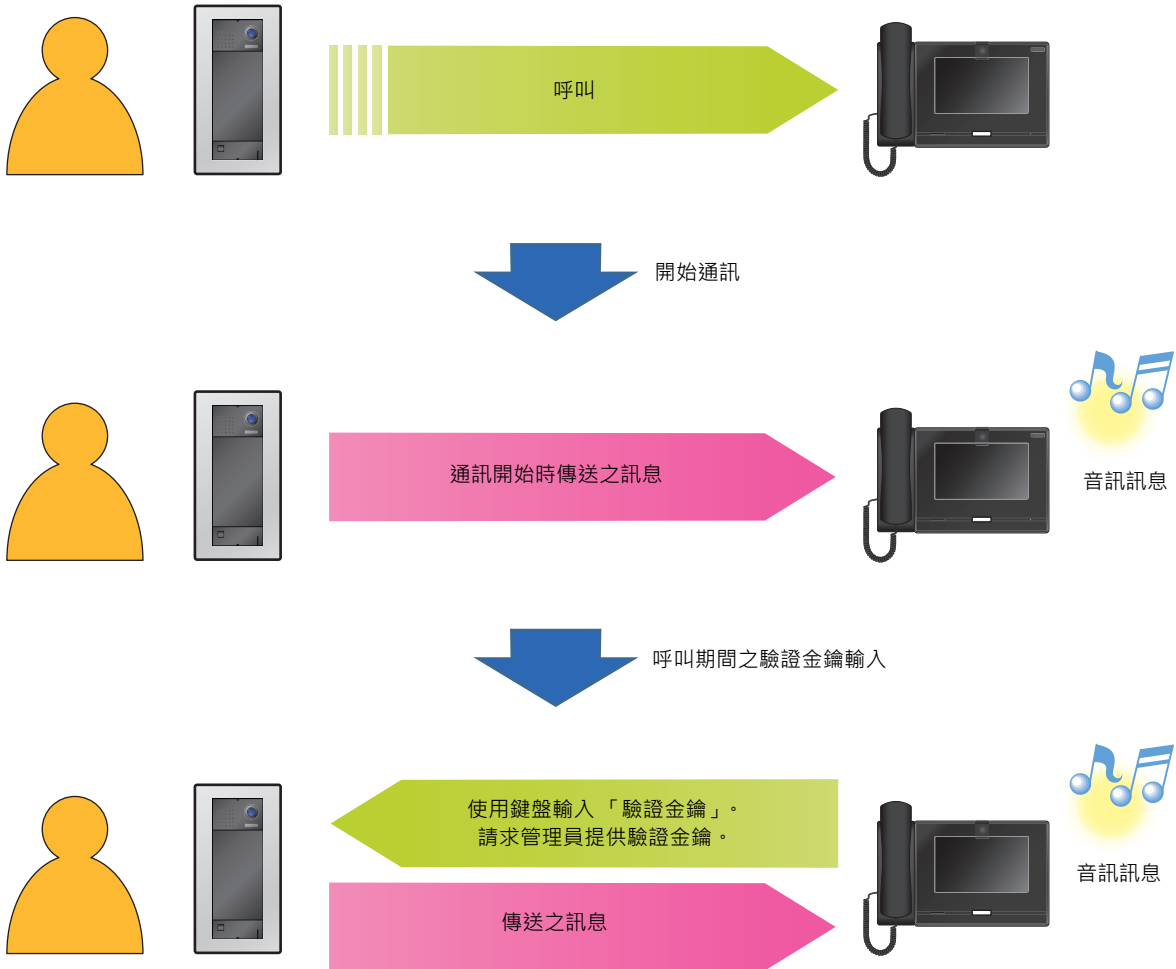 呼叫
開始通訊
通訊開始時傳送之訊息
音訊訊息
呼叫期間之驗證金鑰輸入
使用鍵盤輸入「驗證金鑰」。
請求管理員提供驗證金鑰。
音訊訊息
傳送之訊息